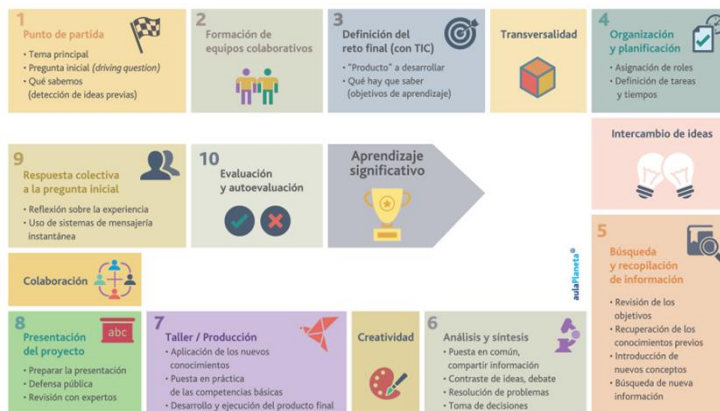 1
Punto de partida
• Tema principal
• Pregunta inicial (driving question)
• Qué sabemos
(detección de ideas previas)
2
Formación de
equipos colaborativos
3
Definición del
reto final (con TIC)
• "Producto" a desarrollar
• Qué hay que saber
(objetivos de aprendizaje)
Transversalidad
4
Organización
y planificación
• Asignación de roles
• Definición de tareas
y tiempos
Intercambio de ideas
5
Búsqueda
y recopilación
de información
• Revisión de los
objetivos
• Recuperación de los
conocimientos previos
• Introducción de
nuevos conceptos
• Búsqueda de nueva
información
6
Análisis y síntesis
• Puesta en común,
compartir información
• Contraste de ideas, debate
• Resolución de problemas
• Toma de decisiones
Creatividad
7
Taller / Producción
• Aplicación de los nuevos
conocimientos
• Puesta en práctica
de las competencias básicas
• Desarrollo y ejecución del producto final
8
abc
Presentación
del proyecto
• Preparar la presentación
• Defensa pública
• Revisión con expertos
Colaboración
9
Respuesta colectiva
a la pregunta inicial
• Reflexión sobre la experiencia
• Uso de sistemas de mensajería
instantánea
10
Evaluación
y autoevaluación
Aprendizaje
significativo
aulaPlaneta